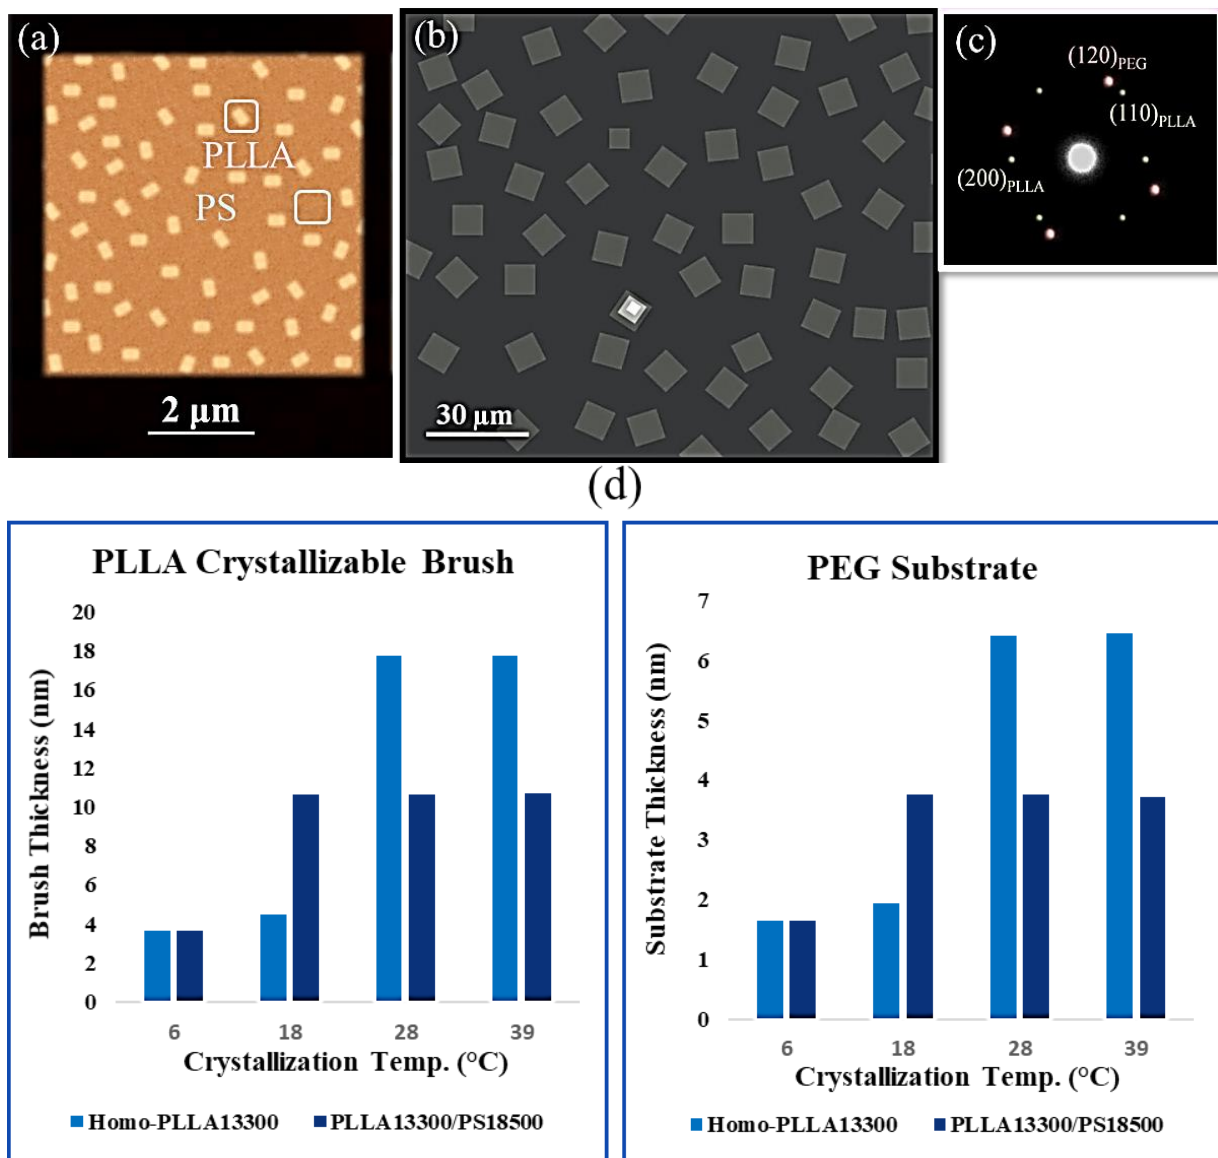 (a)
PLLA
PS
2 μm
(b)
30 μm
(c)
(120)PEG
(110)PLLA
(200)PLLA
(d)
PLLA Crystallizable Brush
Brush Thickness (nm)
20
18
16
14
12
10
8
6
4
2
0
6 18 28 39
Crystallization Temp. (°C)
Homo-PLLA13300 PLLA13300/PS18500
PEG Substrate
Substrate Thickness (nm)
7
6
5
4
3
2
1
0
6 18 28 39
Crystallization Temp. (°C)
Homo-PLLA13300 PLLA13300/PS18500